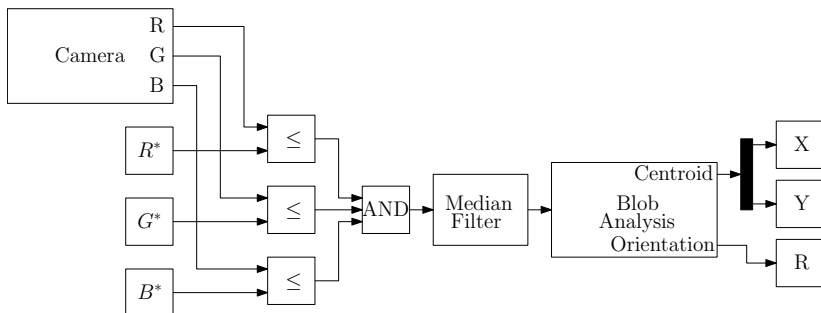 R
Camera
G
B
R*
≤
G*
≤
B*
≤
AND
Median
Filter
Centroid
Blob
Analysis
Orientation
X
Y
R